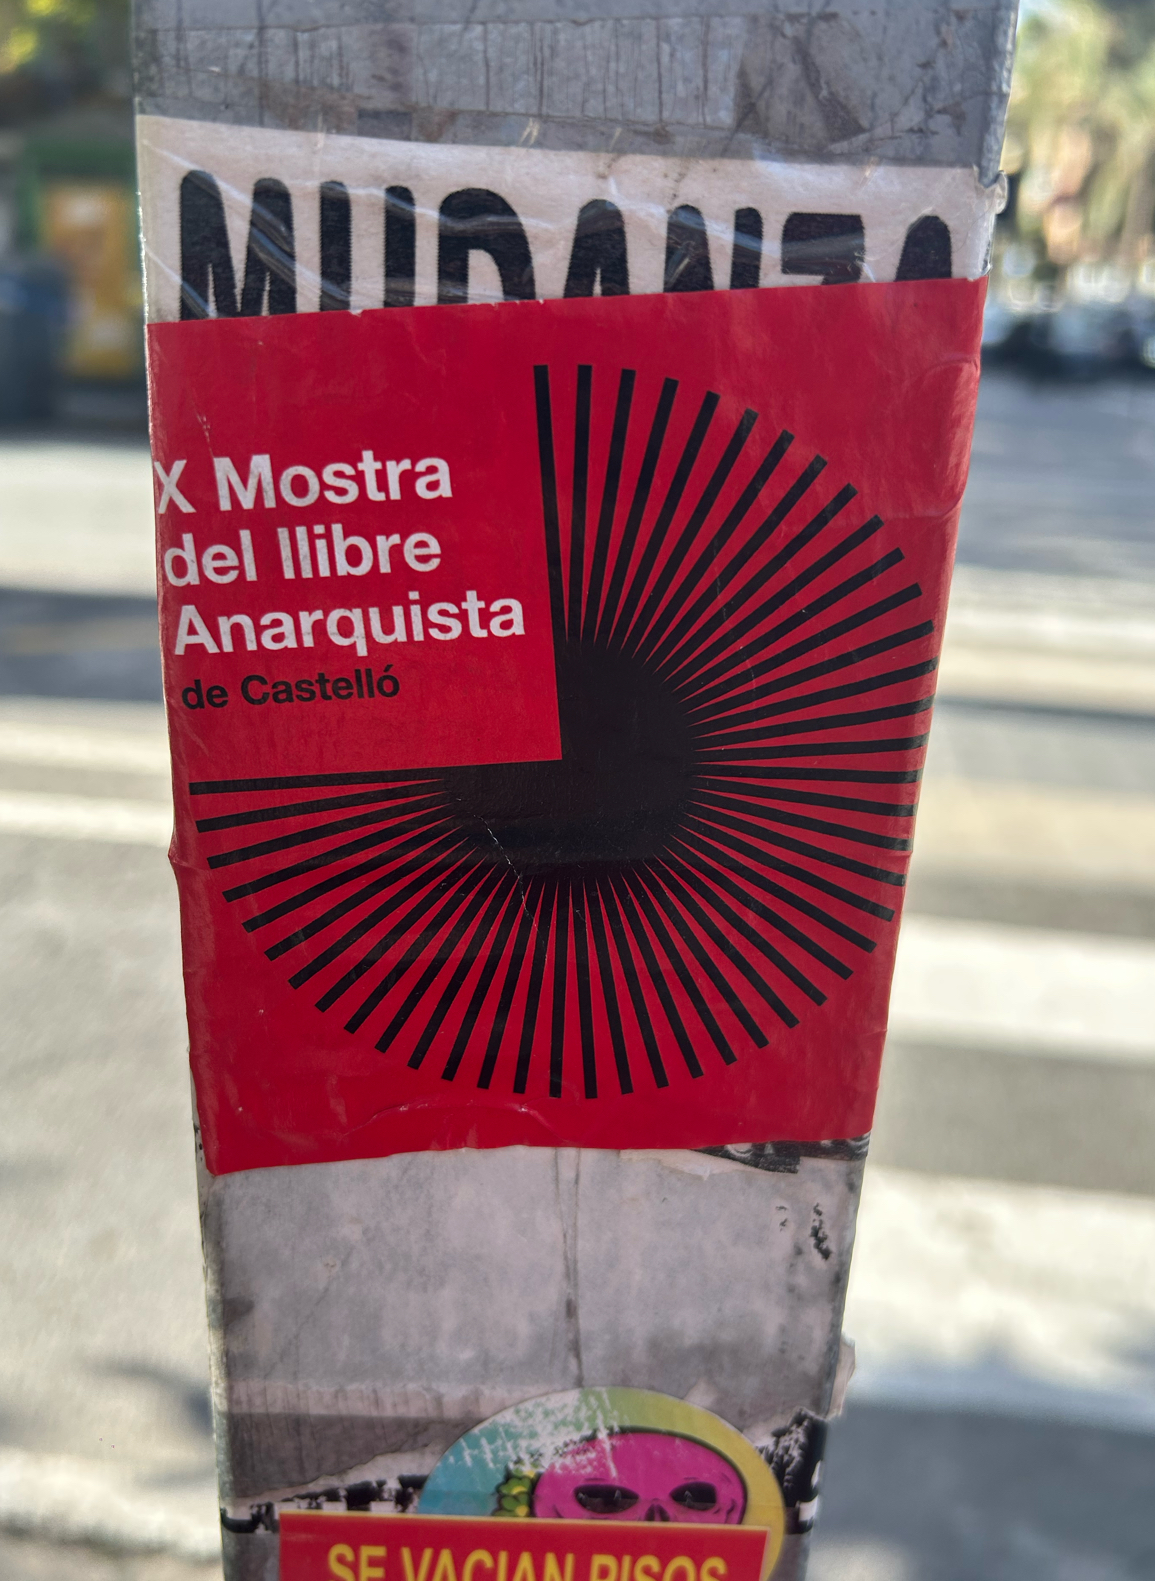 MUDANZA
X Mostra
del llibre
Anarquista
de Castelló
SE VACIAN PISOS